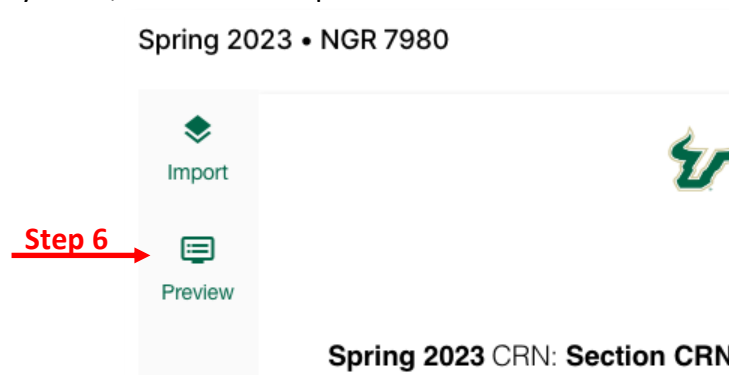 Spring 2023 • NGR 7980
Import
Step 6
Preview
Spring 2023 CRN: Section CRN